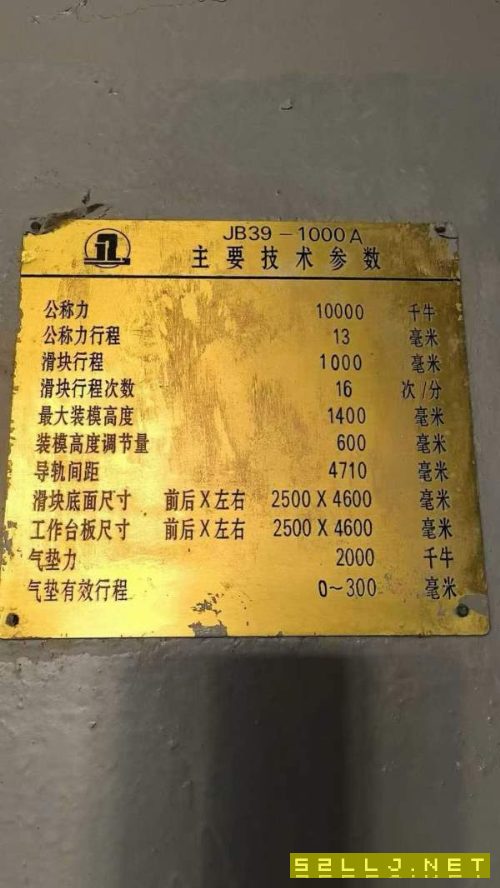 JB39-1000A
主要技术参数
公称力 10000 千牛
公称力行程 13 毫米
滑块行程 1000 毫米
滑块行程次数 16 次/分
最大装模高度 1400 毫米
装模高度调节量 600 毫米
导轨间距 4710 毫米
滑块底面尺寸 前后X左右 2500X4600 毫米
工作台板尺寸 前后X左右 2500X4600 毫米
气垫力 2000 千牛
气垫有效行程 0~300 毫米
52LLJ.NET